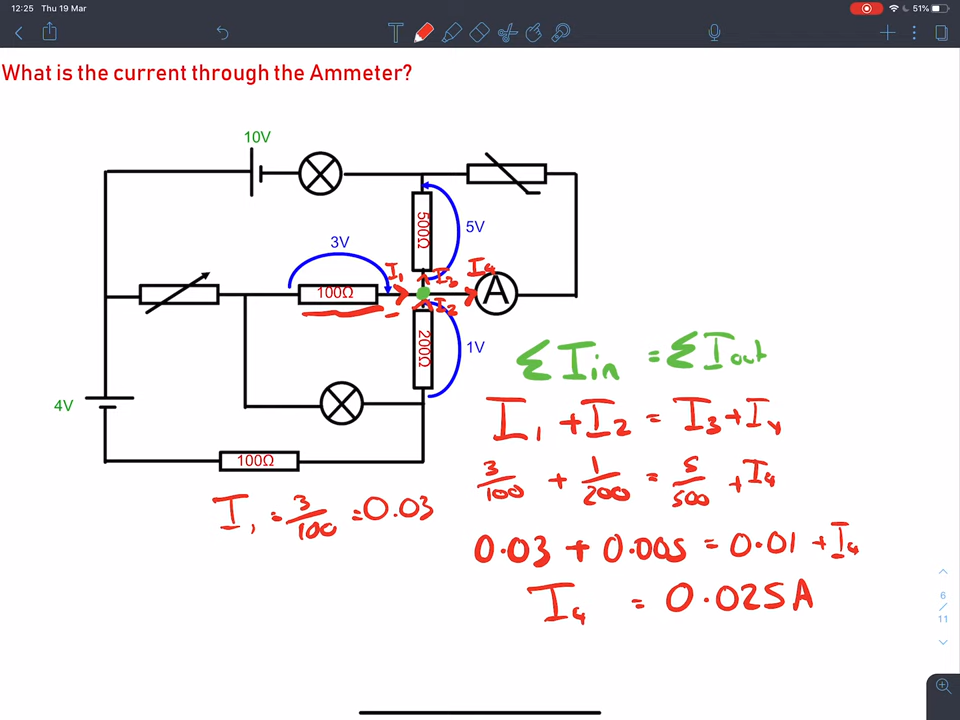 12:25 Thu 19 Mar
51%
What is the current through the Ammeter?
10V
500Ω
5V
3V
I₁
I₃
I₄
100Ω
A
I₂
200Ω
1V
4V
100Ω
ΣIin = ΣIout
I₁ + I₂ = I₃ + I₄
3/100 + 1/200 = 5/500 + I₄
I₁ = 3/100 = 0.03
0.03 + 0.005 = 0.01 + I₄
I₄ = 0.025A
6
/
11
T